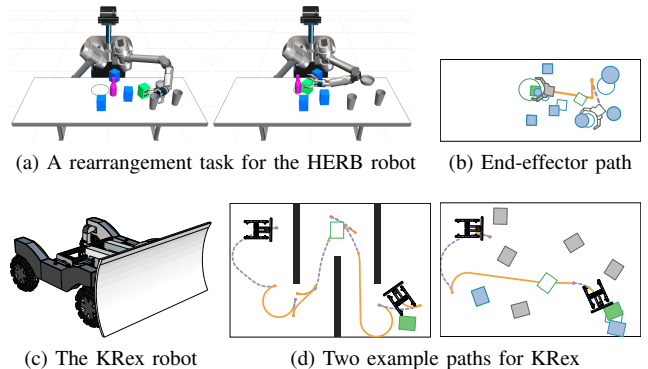 (a) A rearrangement task for the HERB robot
(b) End-effector path
(c) The KRex robot
(d) Two example paths for KRex